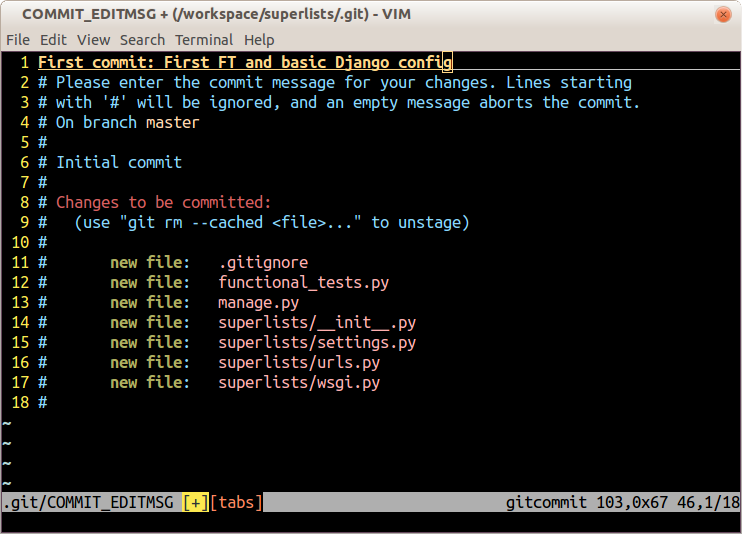 COMMIT_EDITMSG + (/workspace/superlists/.git) - VIM
File Edit View Search Terminal Help
1 First commit: First FT and basic Django config
2 # Please enter the commit message for your changes. Lines starting
3 # with '#' will be ignored, and an empty message aborts the commit.
4 # On branch master
5 #
6 # Initial commit
7 #
8 # Changes to be committed:
9 #   (use "git rm --cached <file>..." to unstage)
10 #
11 #       new file:   .gitignore
12 #       new file:   functional_tests.py
13 #       new file:   manage.py
14 #       new file:   superlists/__init__.py
15 #       new file:   superlists/settings.py
16 #       new file:   superlists/urls.py
17 #       new file:   superlists/wsgi.py
18 #
~
~
~
~
.git/COMMIT_EDITMSG [+][tabs] gitcommit 103,0x67 46,1/18